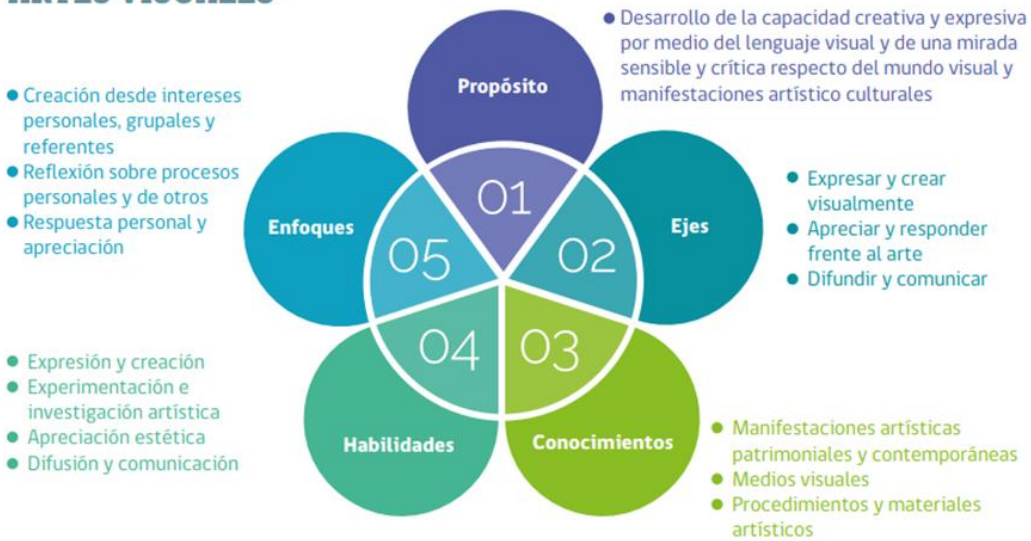 ARTES VISUALES
Propósito
● Desarrollo de la capacidad creativa y expresiva
por medio del lenguaje visual y de una mirada
sensible y crítica respecto del mundo visual y
manifestaciones artístico culturales
01
Ejes
02
● Expresar y crear
visualmente
● Apreciar y responder
frente al arte
● Difundir y comunicar
Conocimientos
03
● Manifestaciones artísticas
patrimoniales y contemporáneas
● Medios visuales
● Procedimientos y materiales
artísticos
Habilidades
04
● Expresión y creación
● Experimentación e
investigación artística
● Apreciación estética
● Difusión y comunicación
Enfoques
05
● Creación desde intereses
personales, grupales y
referentes
● Reflexión sobre procesos
personales y de otros
● Respuesta personal y
apreciación